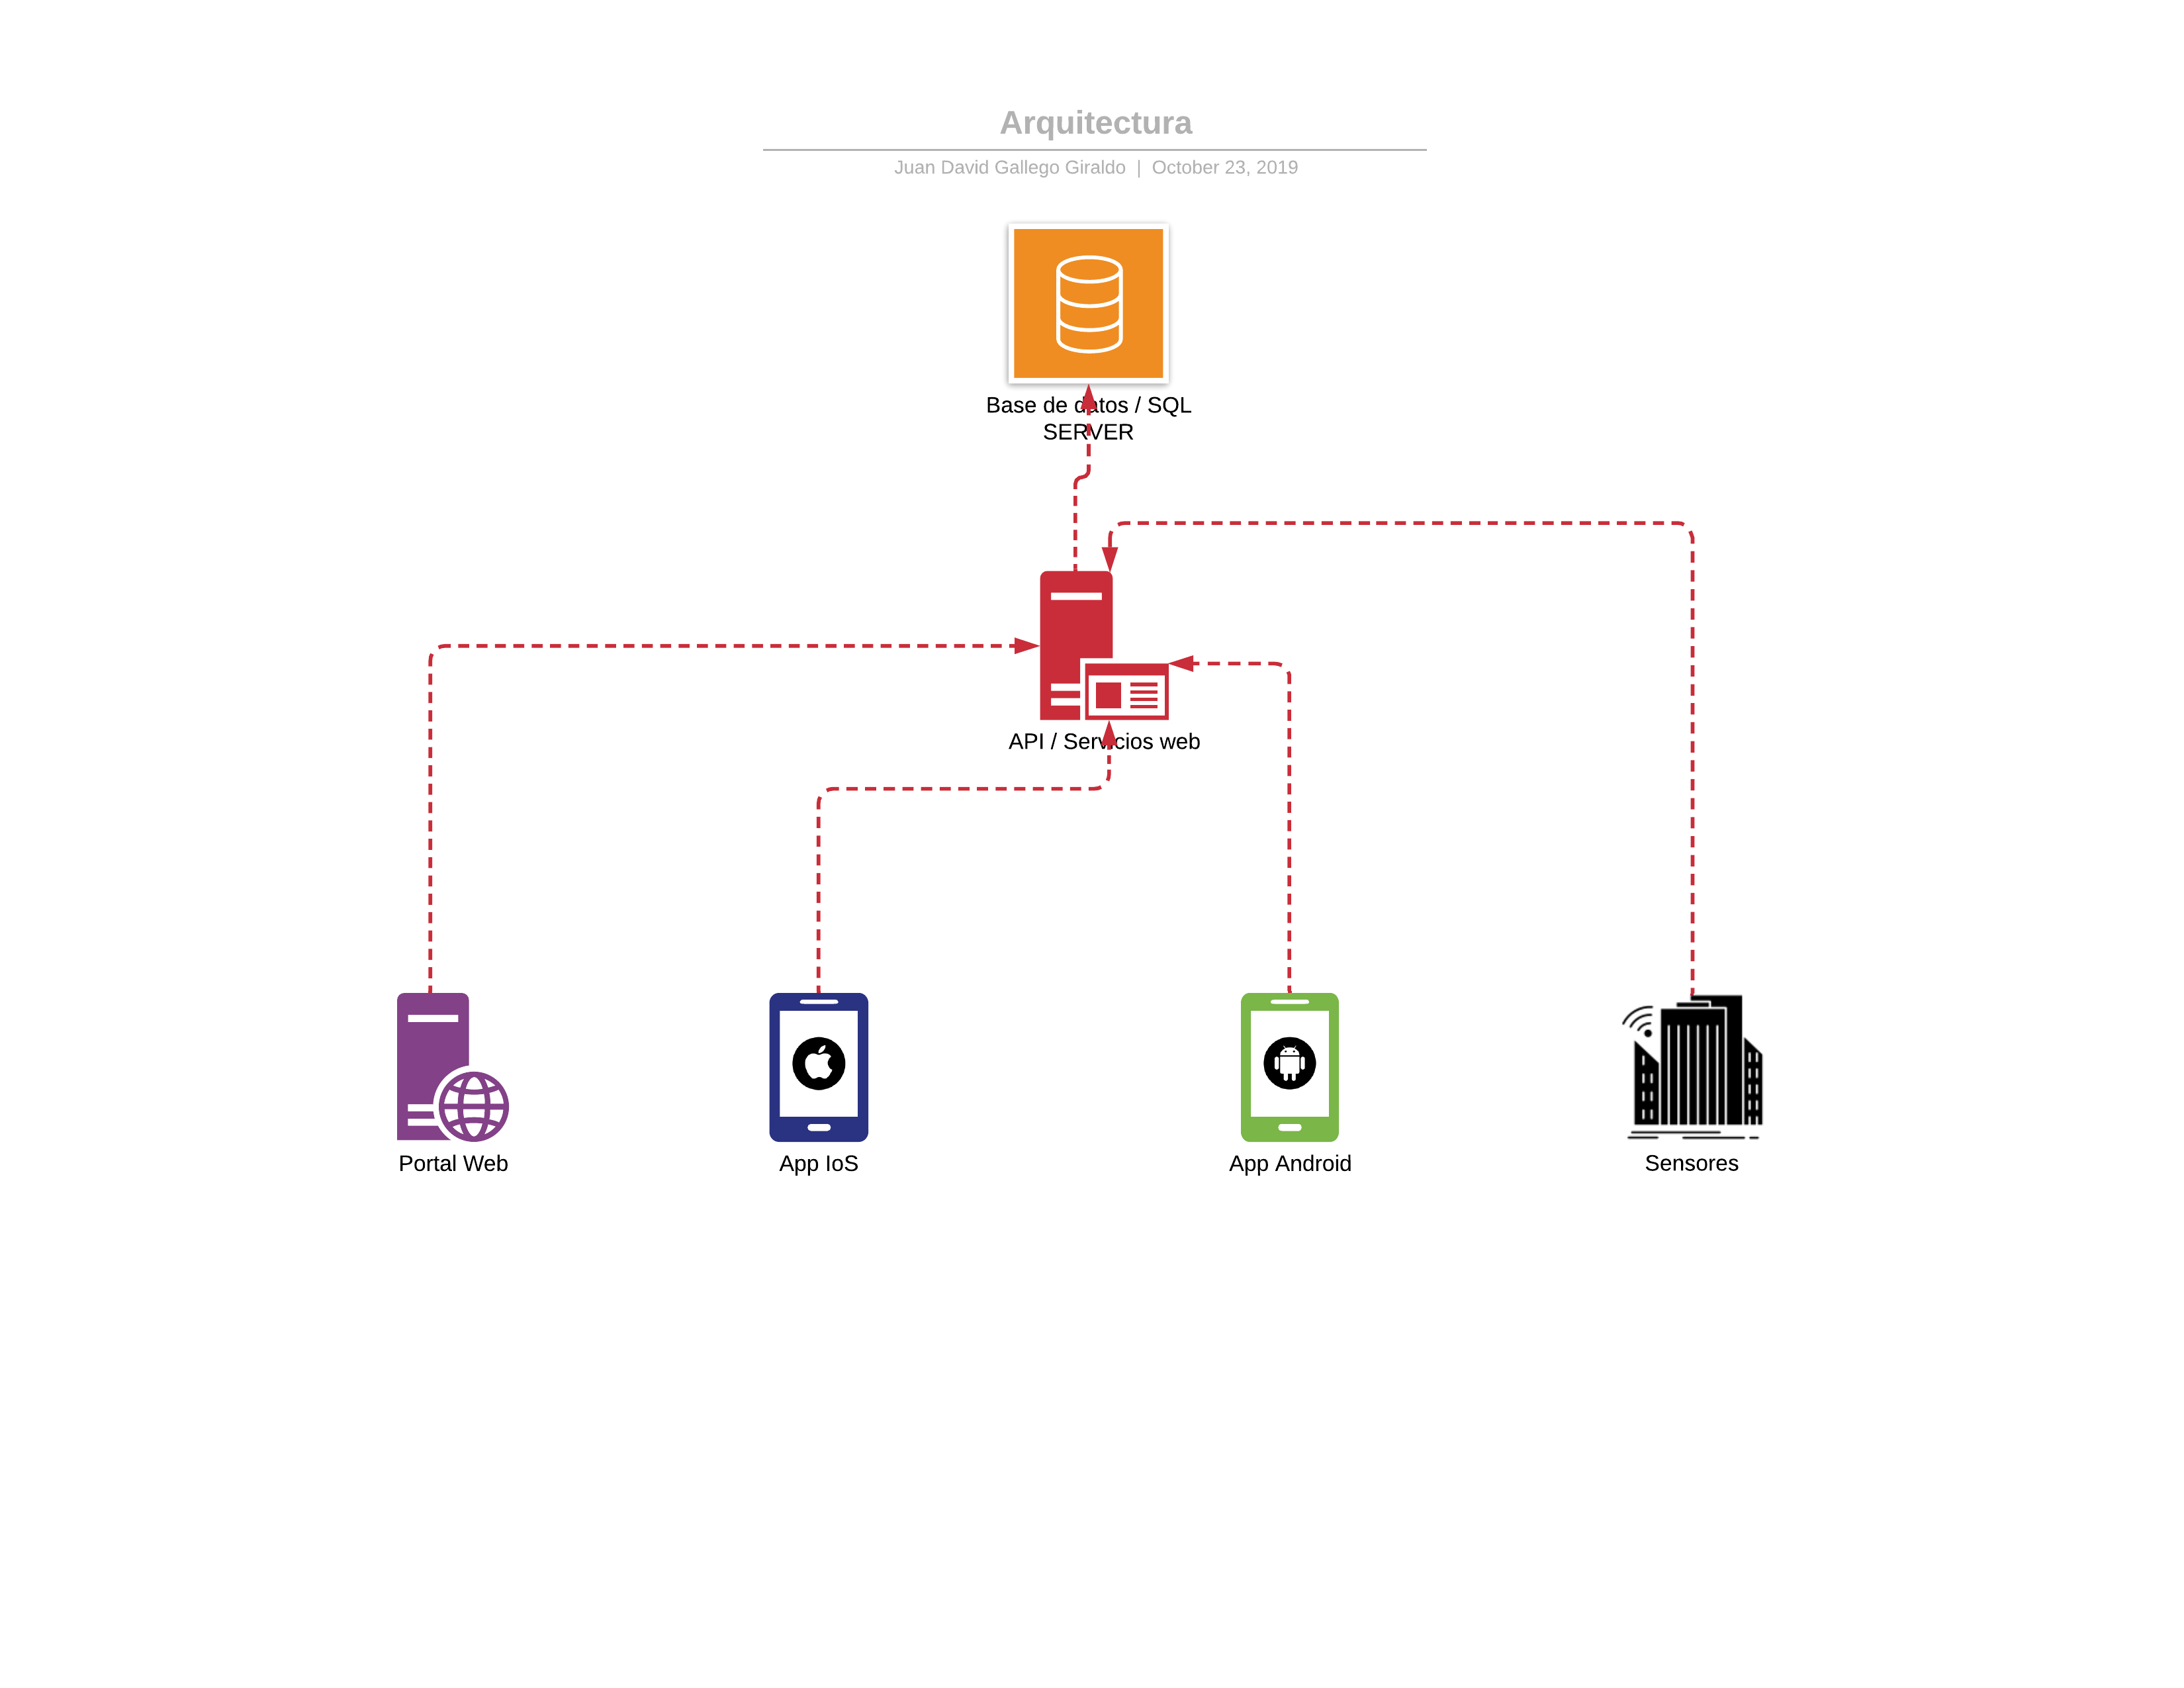 Arquitectura
Juan David Gallego Giraldo | October 23, 2019
Base de datos / SQL
SERVER
API / Servicios web
Portal Web
App IoS
App Android
Sensores